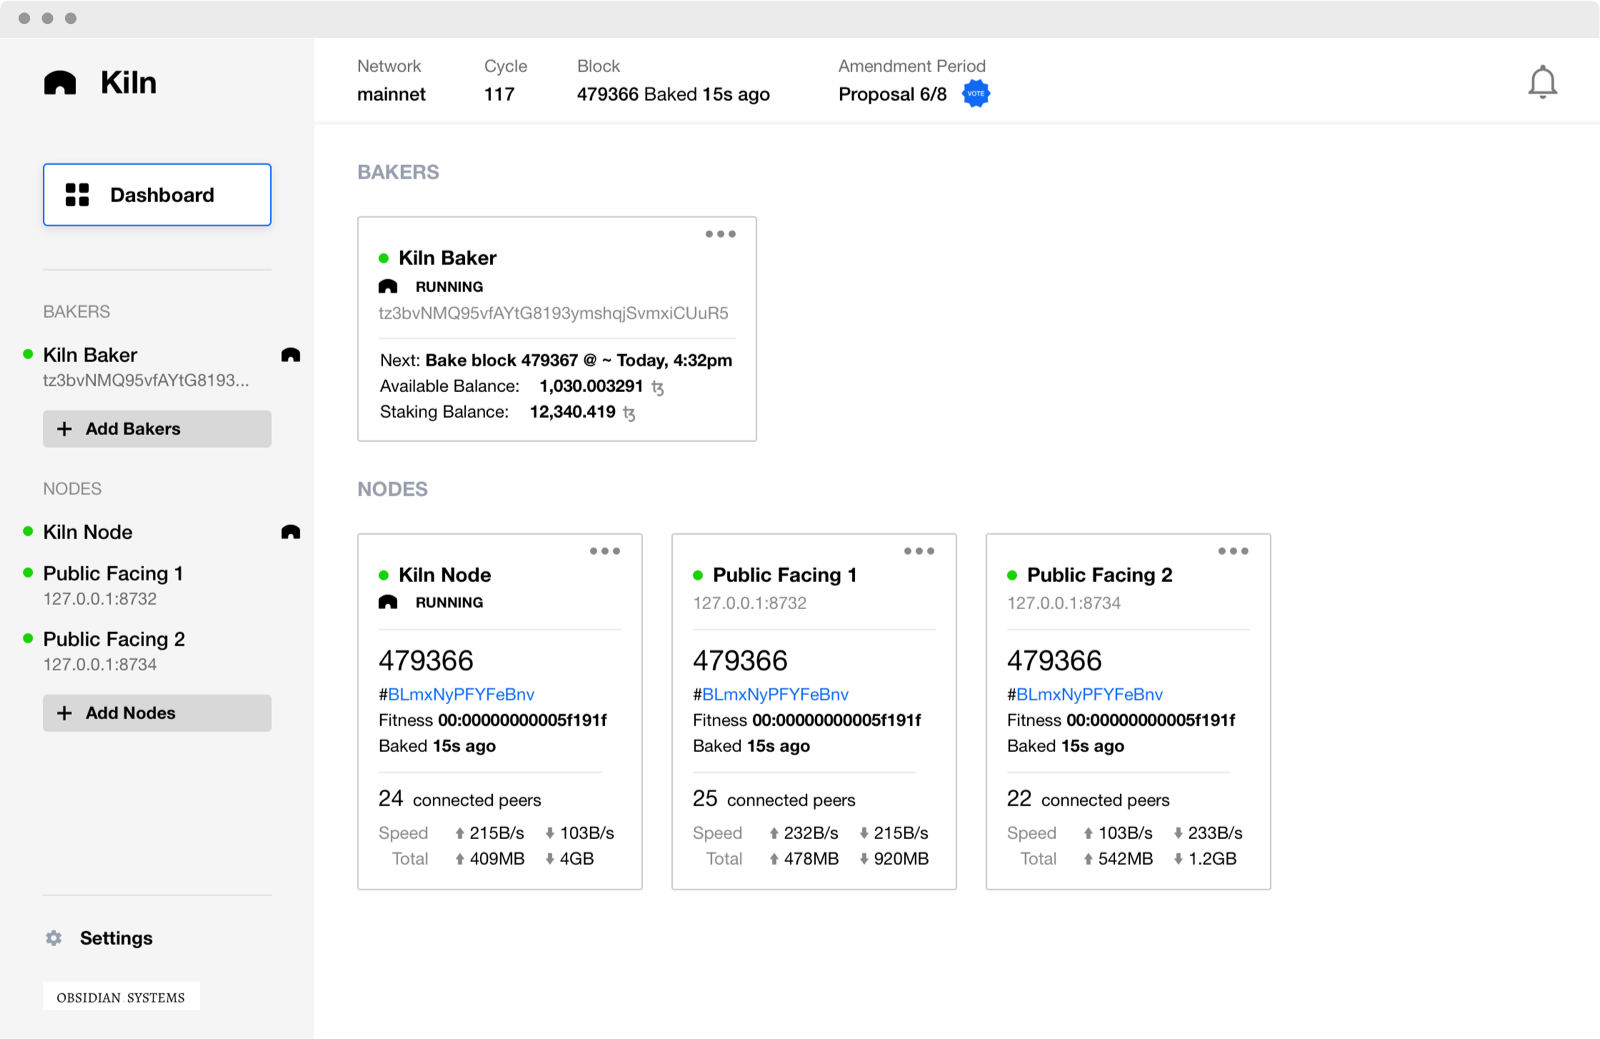 Kiln
Dashboard
BAKERS
Kiln Baker
tz3bvNMQ95vfAYtG8193...
+ Add Bakers
NODES
Kiln Node
Public Facing 1
127.0.0.1:8732
Public Facing 2
127.0.0.1:8734
+ Add Nodes
Settings
OBSIDIAN SYSTEMS
Network
mainnet
Cycle
117
Block
479366 Baked 15s ago
Amendment Period
Proposal 6/8 VOTE
BAKERS
Kiln Baker
RUNNING
tz3bvNMQ95vfAYtG8193ymshqjSvmxiCUuR5
Next: Bake block 479367 @ ~ Today, 4:32pm
Available Balance: 1,030.003291 ꜩ
Staking Balance: 12,340.419 ꜩ
NODES
Kiln Node
RUNNING
479366
#BLmxNyPFYFeBnv
Fitness 00:00000000005f191f
Baked 15s ago
24 connected peers
Speed 215B/s 103B/s
Total 409MB 4GB
Public Facing 1
127.0.0.1:8732
479366
#BLmxNyPFYFeBnv
Fitness 00:00000000005f191f
Baked 15s ago
25 connected peers
Speed 232B/s 215B/s
Total 478MB 920MB
Public Facing 2
127.0.0.1:8734
479366
#BLmxNyPFYFeBnv
Fitness 00:00000000005f191f
Baked 15s ago
22 connected peers
Speed 103B/s 233B/s
Total 542MB 1.2GB